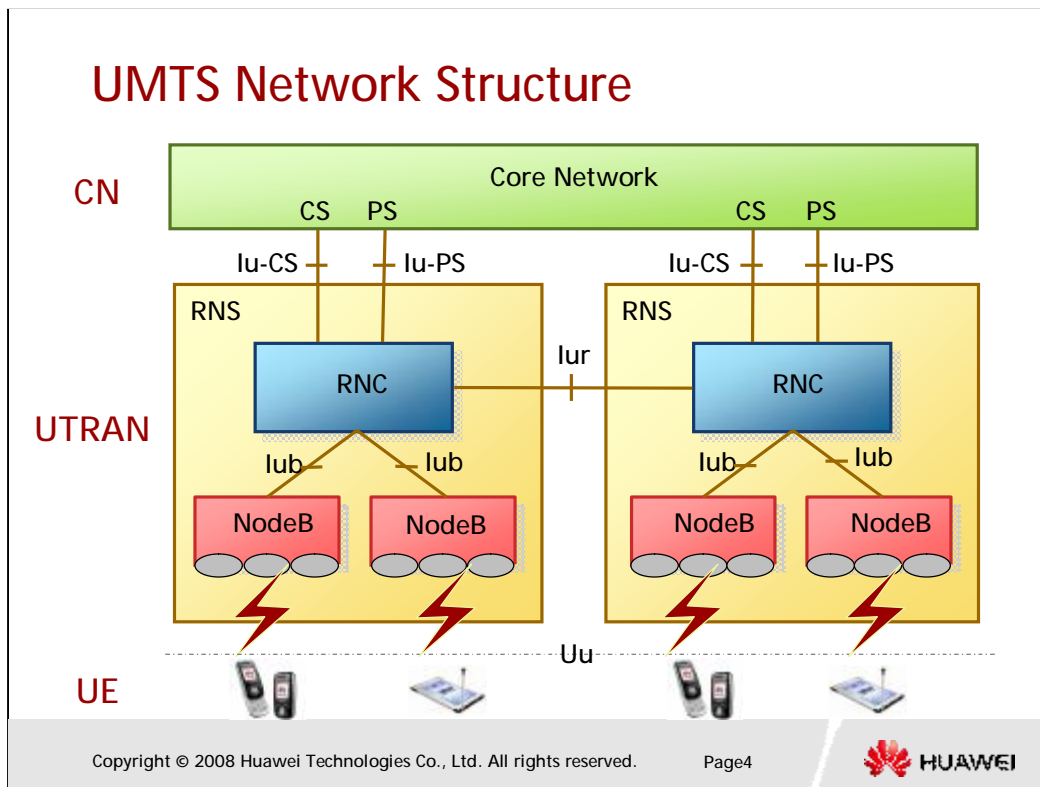 UMTS Network Structure
CN
Core Network
CS PS CS PS
Iu-CS Iu-PS Iu-CS Iu-PS
RNS RNS
Iur
RNC RNC
UTRAN
Iub Iub Iub Iub
NodeB NodeB NodeB NodeB
Uu
UE
Copyright © 2008 Huawei Technologies Co., Ltd. All rights reserved. Page4
HUAWEI